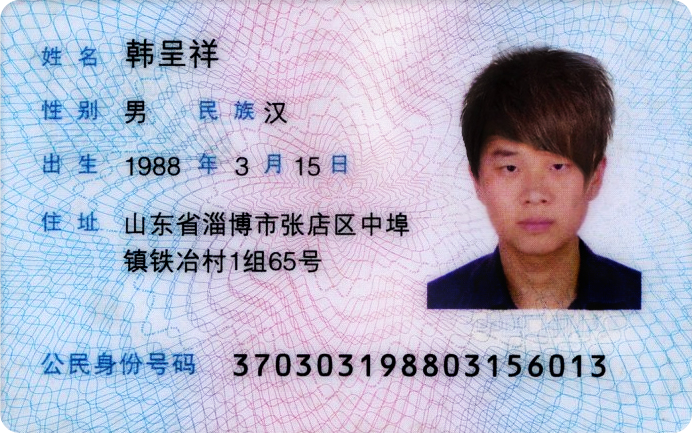 姓名 韩呈祥
性别 男 民族 汉
出生 1988 年 3 月 15 日
住址 山东省淄博市张店区中埠
镇铁冶村1组65号
公民身份号码 370303198803156013